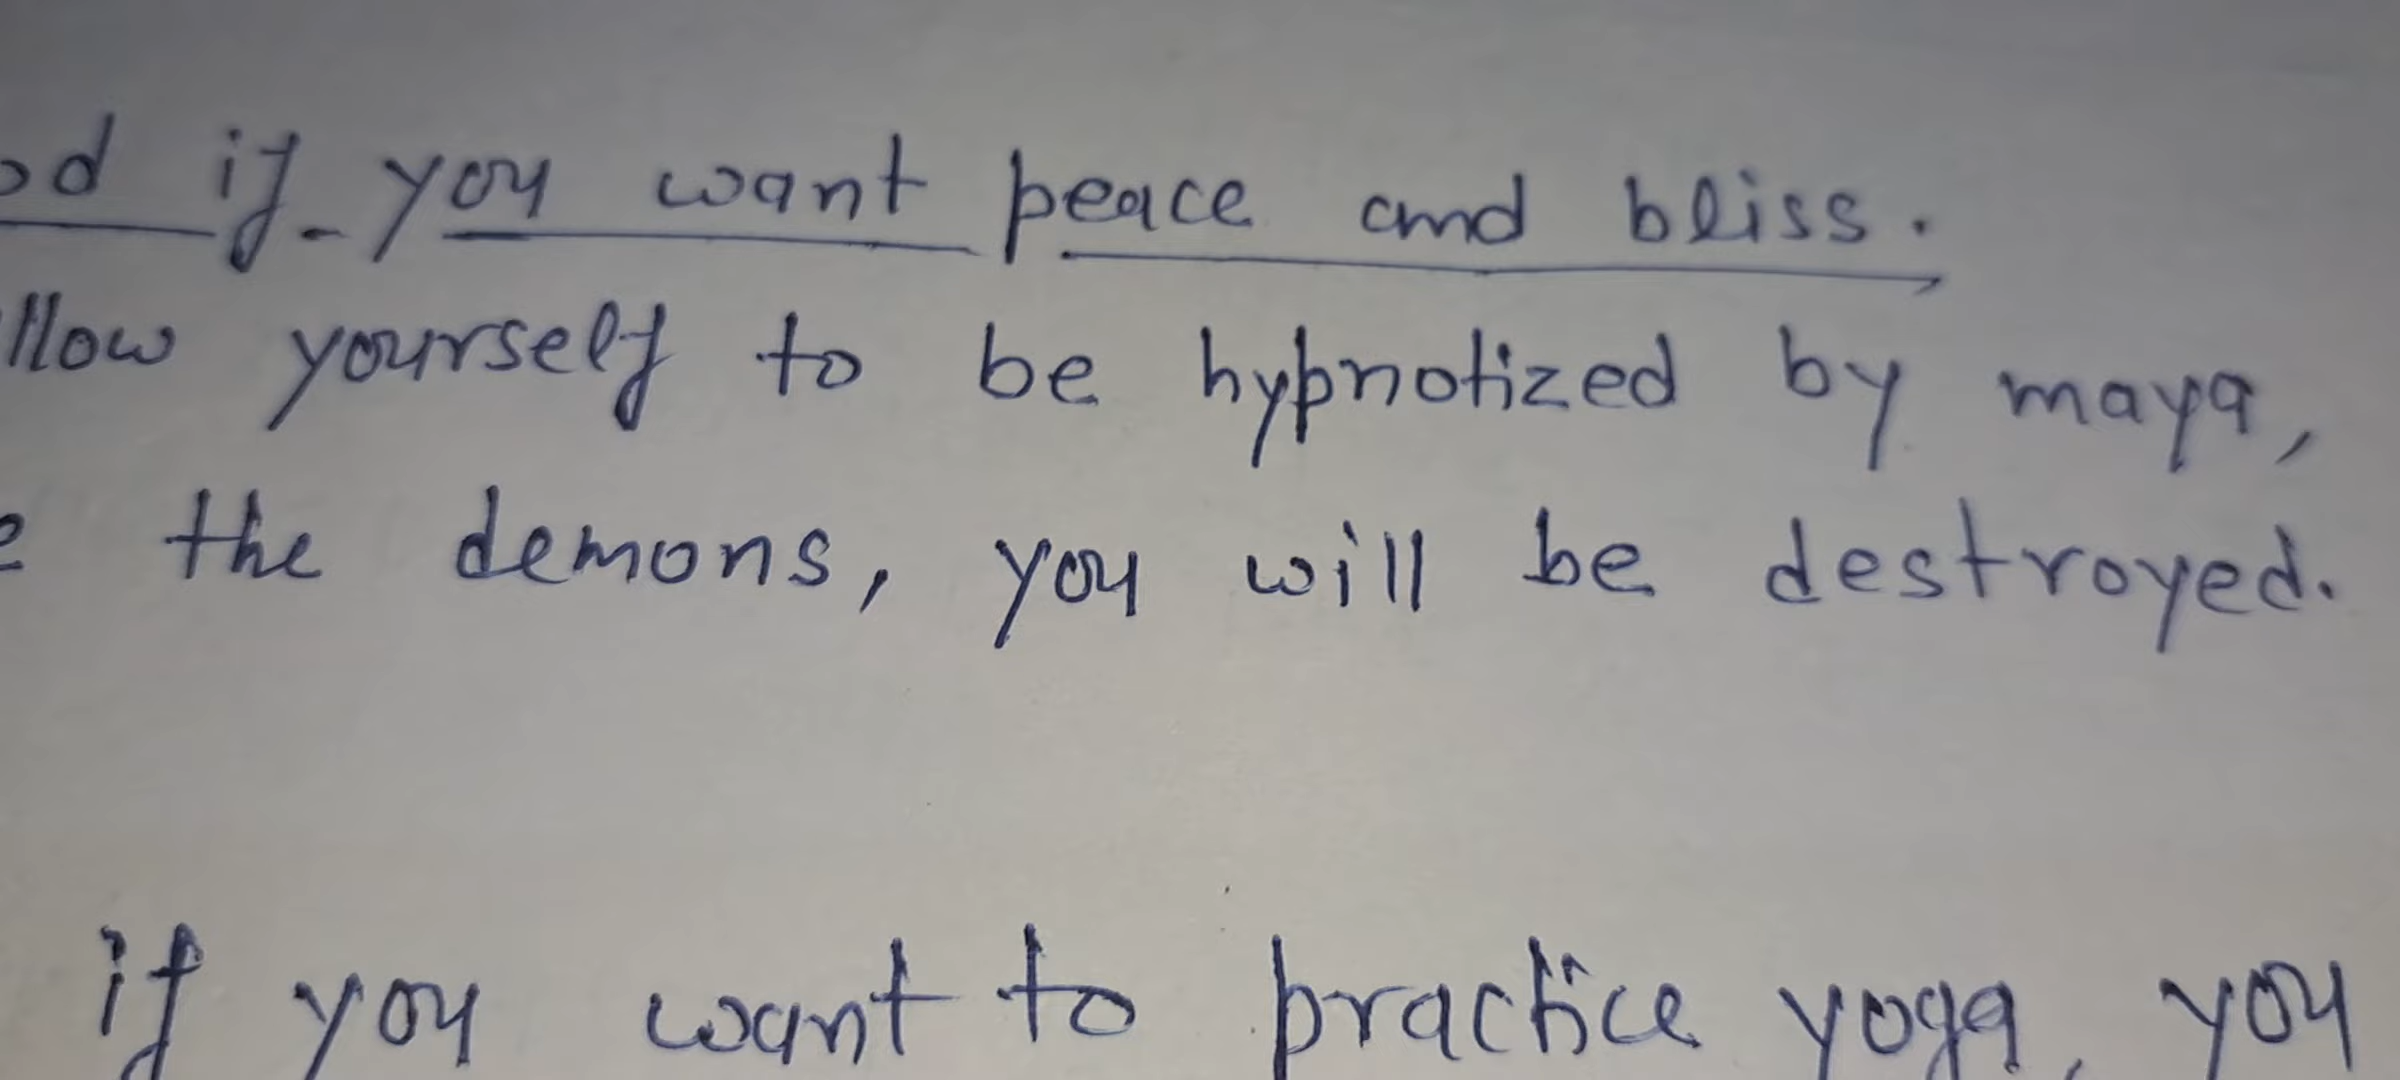 od if you want peace and bliss.
llow yourself to be hypnotized by maya,
e the demons, you will be destroyed.
if you want to practice yoga, you